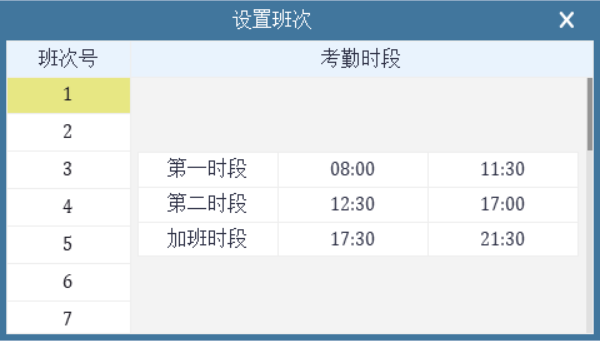 设置班次
班次号 考勤时段
1
2
3 第一时段 08:00 11:30
4 第二时段 12:30 17:00
5 加班时段 17:30 21:30
6
7